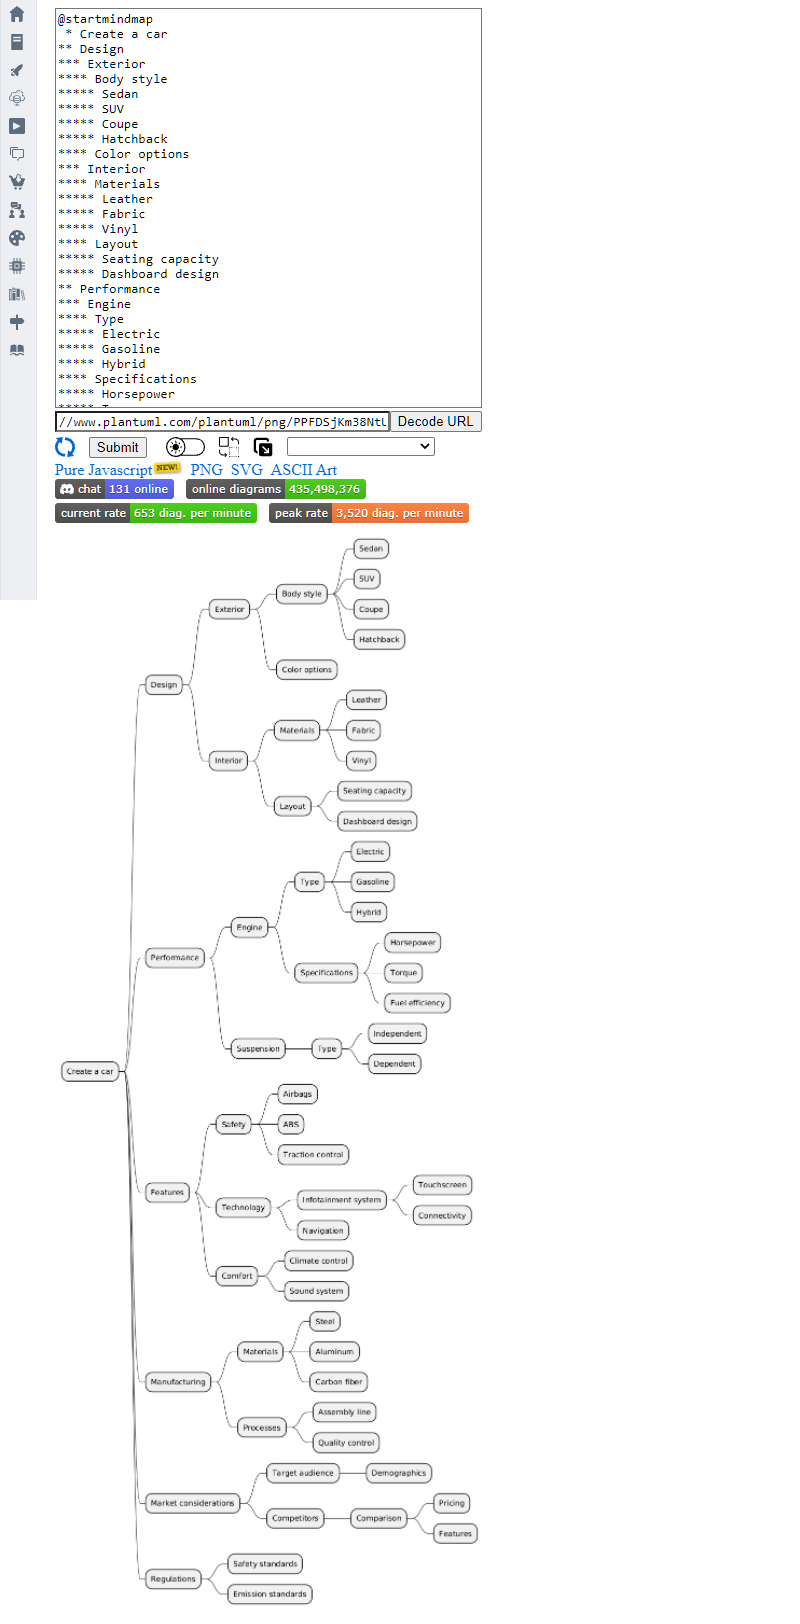 @startmindmap
* Create a car
** Design
*** Exterior
**** Body style
***** Sedan
***** SUV
***** Coupe
***** Hatchback
**** Color options
*** Interior
**** Materials
***** Leather
***** Fabric
***** Vinyl
**** Layout
***** Seating capacity
***** Dashboard design
** Performance
*** Engine
**** Type
***** Electric
***** Gasoline
***** Hybrid
**** Specifications
***** Horsepower
//www.plantuml.com/plantuml/png/PPFDSjKm38NtU
Decode URL
Submit
Pure Javascript NEW! PNG SVG ASCII Art
chat 131 online online diagrams 435,498,376
current rate 653 diag. per minute peak rate 3,520 diag. per minute
Sedan
SUV
Body style
Exterior
Coupe
Hatchback
Color options
Design
Leather
Materials
Fabric
Interior
Vinyl
Seating capacity
Layout
Dashboard design
Electric
Type
Gasoline
Hybrid
Engine
Horsepower
Performance
Specifications
Torque
Fuel efficiency
Independent
Suspension
Type
Dependent
Create a car
Airbags
Safety
ABS
Traction control
Touchscreen
Features
Infotainment system
Technology
Connectivity
Navigation
Climate control
Comfort
Sound system
Steel
Materials
Aluminum
Manufacturing
Carbon fiber
Assembly line
Processes
Quality control
Target audience
Demographics
Market considerations
Pricing
Competitors
Comparison
Features
Safety standards
Regulations
Emission standards